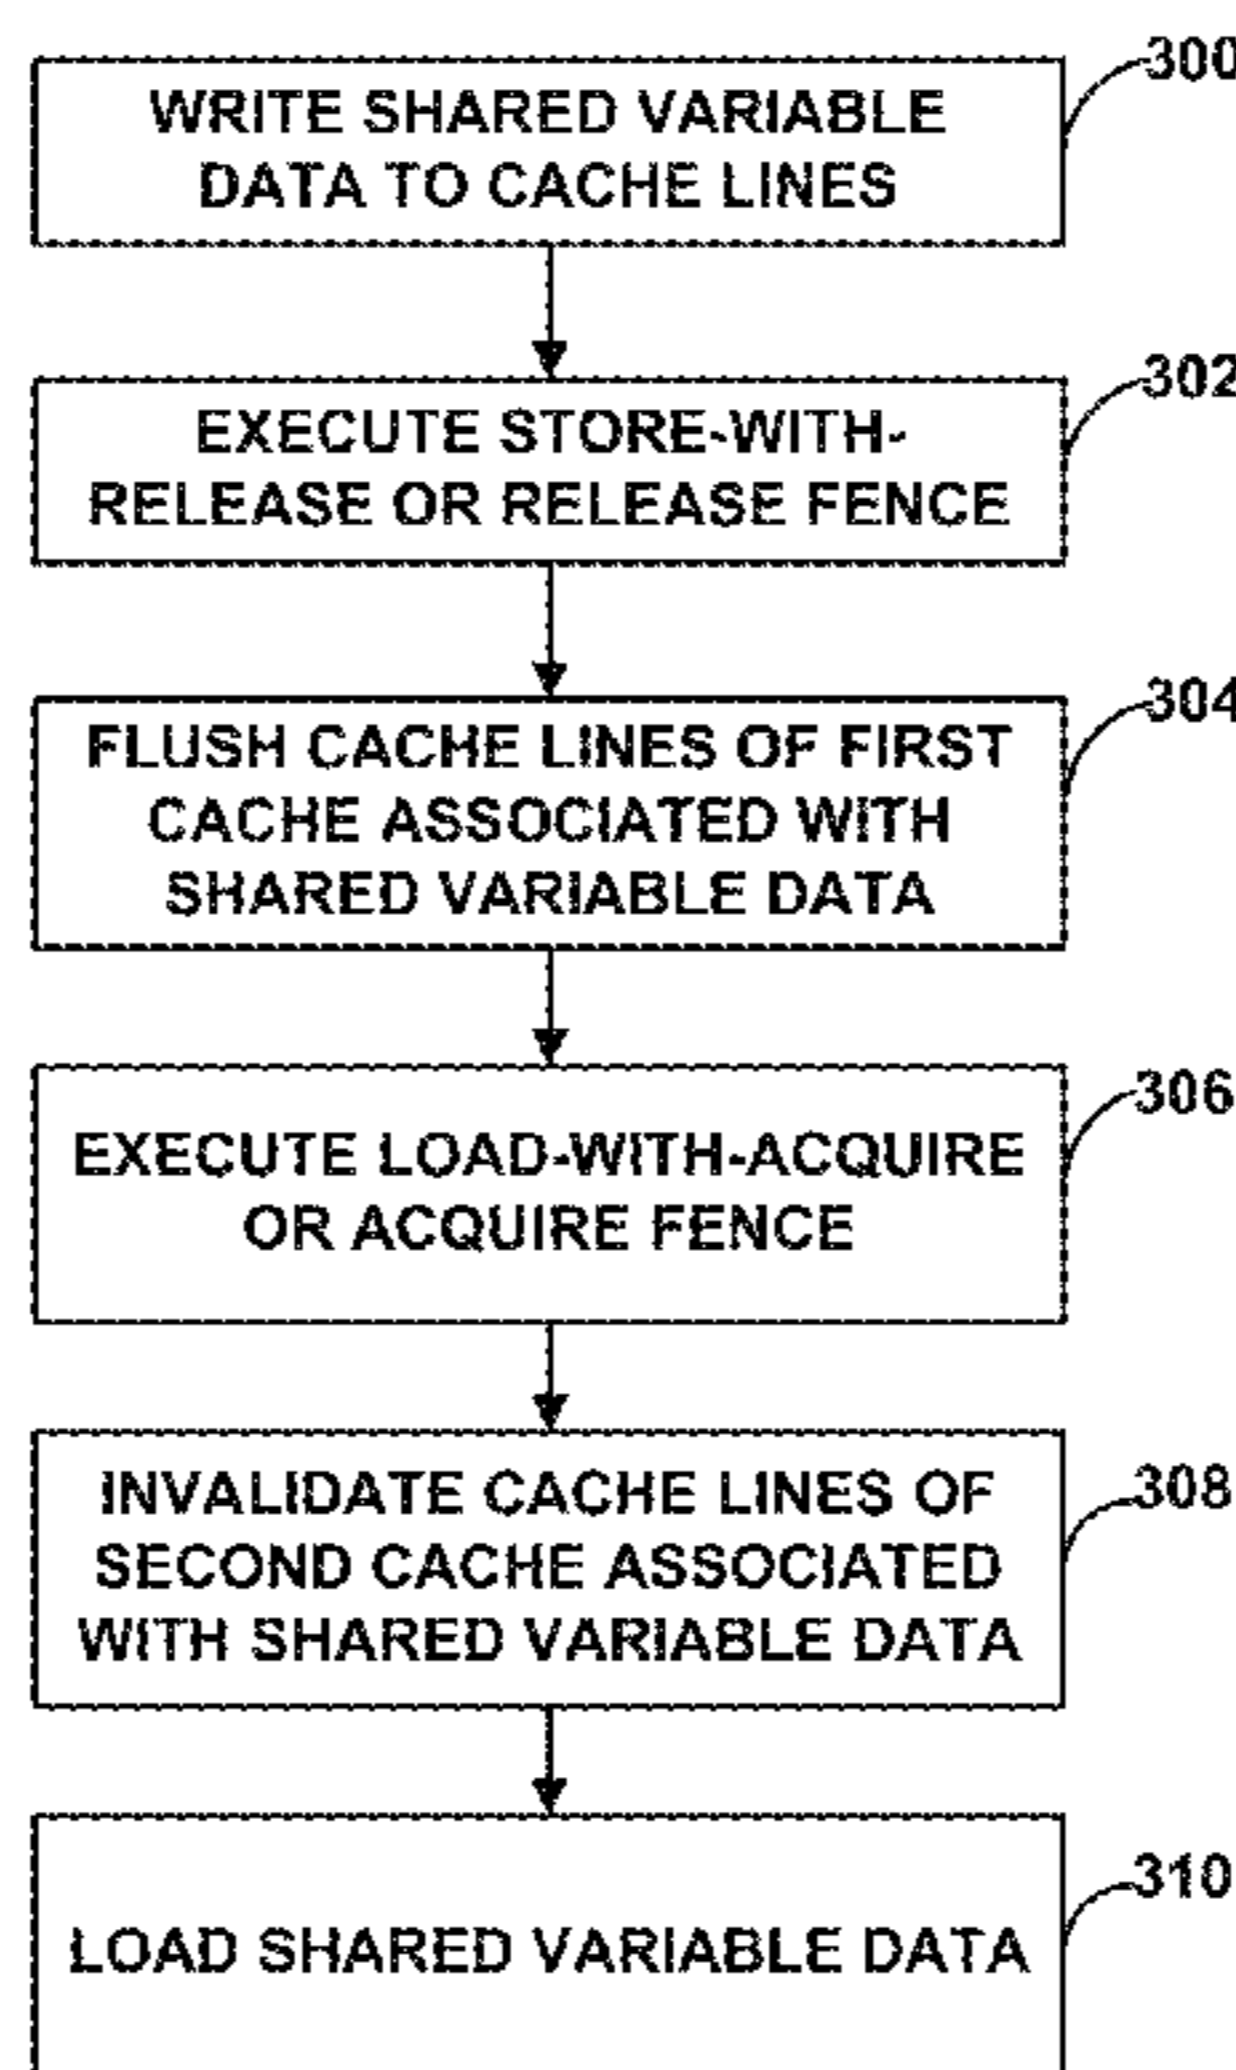 300
WRITE SHARED VARIABLE
DATA TO CACHE LINES
302
EXECUTE STORE-WITH-
RELEASE OR RELEASE FENCE
304
FLUSH CACHE LINES OF FIRST
CACHE ASSOCIATED WITH
SHARED VARIABLE DATA
306
EXECUTE LOAD-WITH-ACQUIRE
OR ACQUIRE FENCE
308
INVALIDATE CACHE LINES OF
SECOND CACHE ASSOCIATED
WITH SHARED VARIABLE DATA
310
LOAD SHARED VARIABLE DATA